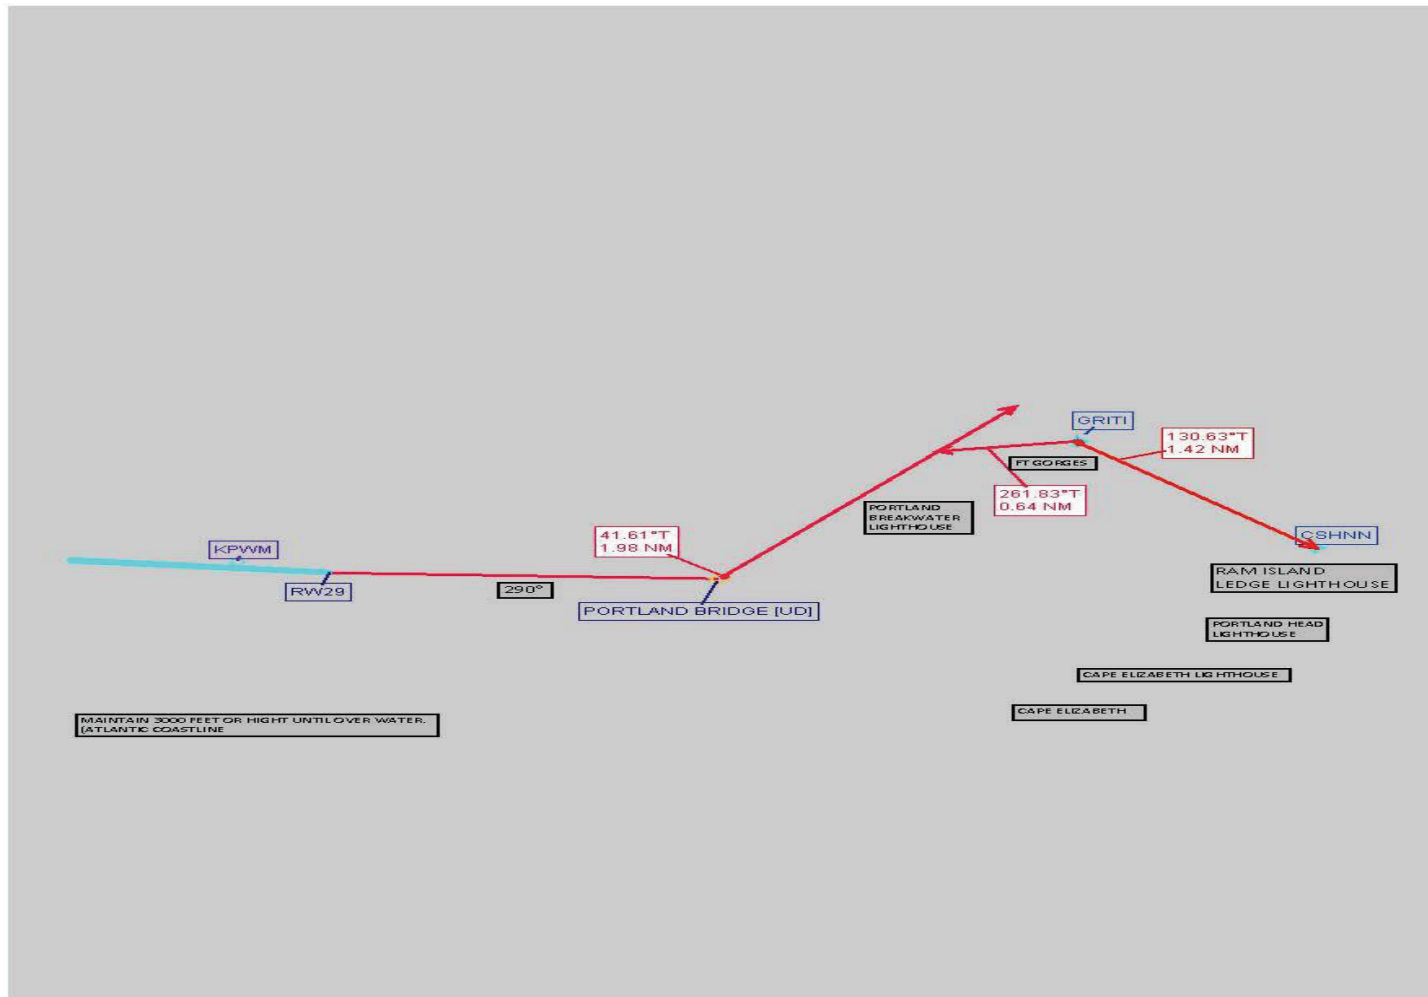 GRITI
130.63°T
1.42 NM
FT GORGES
261.83°T
0.64 NM
PORTLAND
BREAKWATER
LIGHTHOUSE
41.61°T
1.98 NM
CSHNN
KPWM
RW29
290°
PORTLAND BRIDGE [UD]
RAM ISLAND
LEDGE LIGHTHOUSE
PORTLAND HEAD
LIGHTHOUSE
CAPE ELIZABETH LIGHTHOUSE
CAPE ELIZABETH
MAINTAIN 3000 FEET OR HIGHT UNTIL OVER WATER.
(ATLANTIC COASTLINE